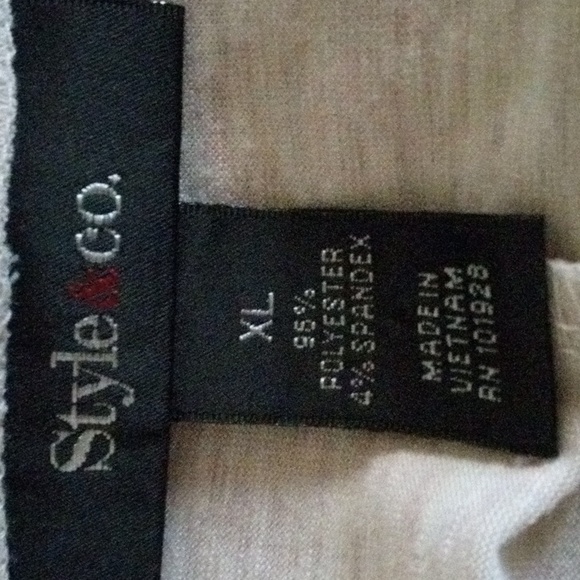 Style&co.
XL
96%
POLYESTER
4% SPANDEX
MADE IN
VIETNAM
RN 101928